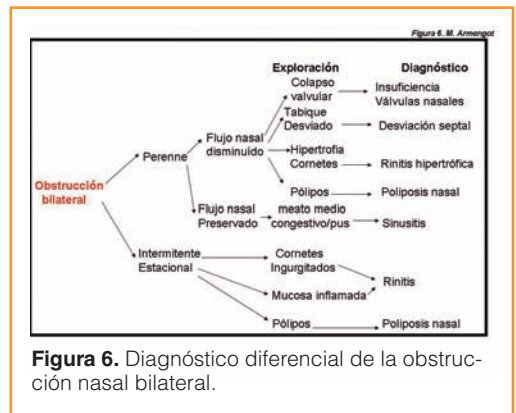 Figura 6. M. Armengot
Exploración Diagnóstico
Colapso
valvular
Insuficiencia
Válvulas nasales
Tabique
Desviado
Desviación septal
Flujo nasal
disminuído
Hipertrofia
Cornetes
Rinitis hipertrófica
Perenne
Pólipos
Poliposis nasal
Obstrucción
bilateral
Flujo nasal
Preservado
meato medio
congestivo/pus
Sinusitis
Intermitente
Estacional
Cornetes
Ingurgitados
Rinitis
Mucosa inflamada
Pólipos
Poliposis nasal
Figura 6. Diagnóstico diferencial de la obstruc-
ción nasal bilateral.